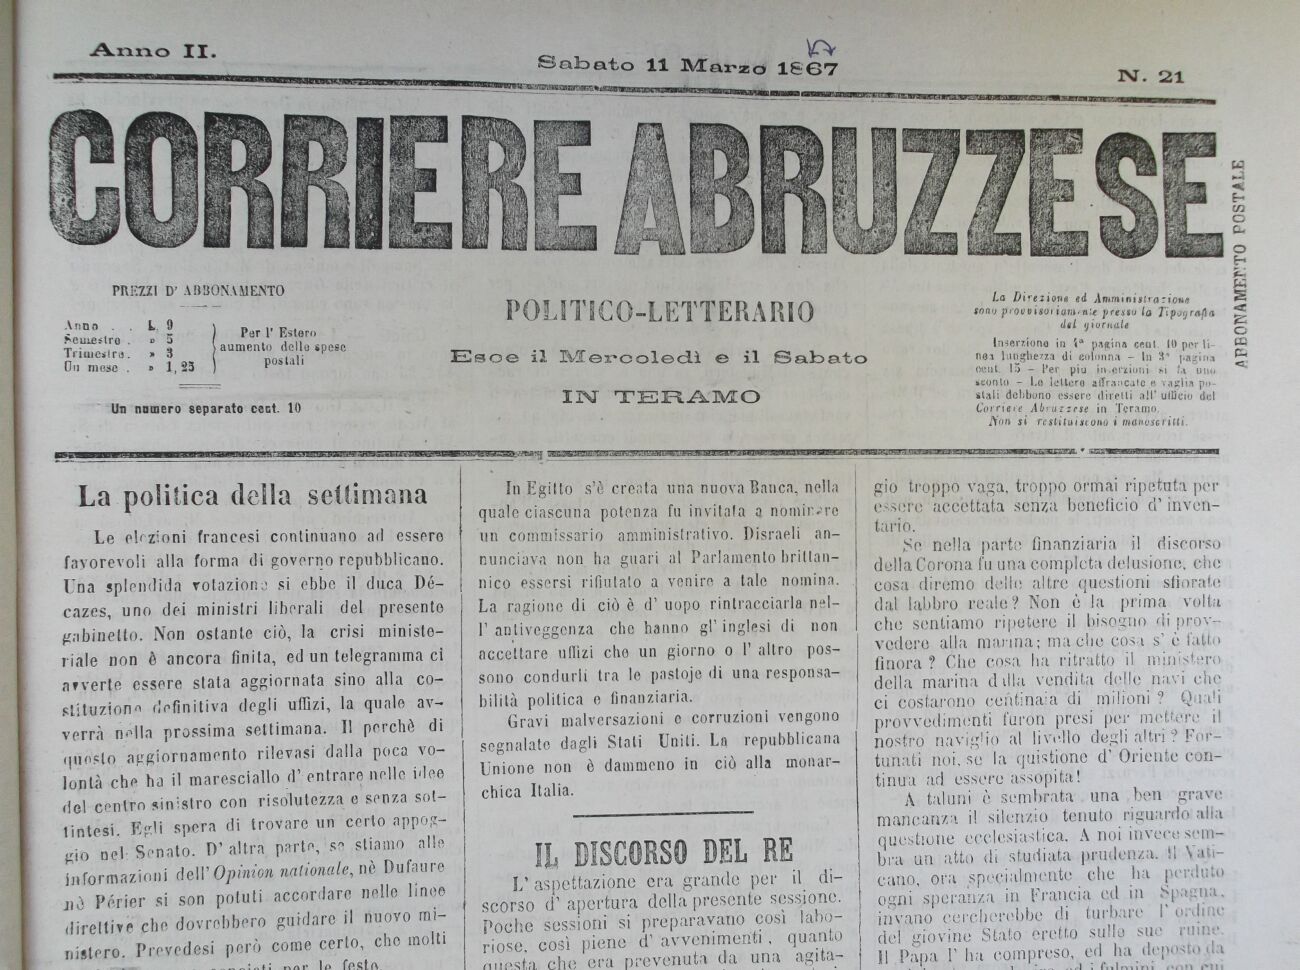 Anno II.
Sabato 11 Marzo 1867
N. 21
CORRIERE ABRUZZESE
ABBONAMENTO POSTALE
PREZZI D' ABBONAMENTO
Anno . . L. 9
Semestre . » 5
Trimestre . » 3
Un mese . » 1,25
Per l' Estero
aumento delle spese
postali
Un numero separato cent. 10
POLITICO-LETTERARIO
Esce il Mercoledì e il Sabato
IN TERAMO
La Direzione ed Amministrazione
sono provvisoriamente presso la Tipografia
del giornale
Inserzione in 4ª pagina cent. 10 per li-
nea lunghezza di colonna - In 3ª pagina
cent. 15 - Per più inserzioni si fa uno
sconto - Le lettere affrancate e vaglia po-
stali debbono essere diretti all' ufficio del
Corriere Abruzzese in Teramo.
Non si restituiscono i manoscritti.
La politica della settimana
Le elezioni francesi continuano ad essere
favorevoli alla forma di governo repubblicano.
Una splendida votazione si ebbe il duca Dé-
cazes, uno dei ministri liberali del presente
gabinetto. Non ostante ciò, la crisi ministe-
riale non è ancora finita, ed un telegramma ci
avverte essere stata aggiornata sino alla co-
stituzione definitiva degli uffizi, la quale av-
verrà nella prossima settimana. Il perchè di
questo aggiornamento rilevasi dalla poca vo-
lontà che ha il maresciallo d' entrare nelle idee
del centro sinistro con risolutezza e senza sot-
tintesi. Egli spera di trovare un certo appog-
gio nel Senato. D' altra parte, se stiamo alle
informazioni dell' Opinion nationale, nè Dufaure
nè Périer si son potuti accordare nelle linee
direttive che dovrebbero guidare il nuovo mi-
nistero. Prevedesi però come certo, che molti
per le feste
In Egitto s'è creata una nuova Banca, nella
quale ciascuna potenza fu invitata a nominare
un commissario amministrativo. Disraeli an-
nunciava non ha guari al Parlamento brittan-
nico essersi rifiutato a venire a tale nomina.
La ragione di ciò è d' uopo rintracciarla nel-
l' antiveggenza che hanno gl' inglesi di non
accettare uffizi che un giorno o l' altro pos-
sono condurli tra le pastoje di una responsa-
bilità politica e finanziaria.
Gravi malversazioni e corruzioni vengono
segnalate dagli Stati Uniti. La repubblicana
Unione non è dammeno in ciò alla monar-
chica Italia.
IL DISCORSO DEL RE
L' aspettazione era grande per il di-
scorso d' apertura della presente sessione.
Poche sessioni si preparavano così labo-
riose, così piene d' avvenimenti, quanto
questa che era prevenuta da una agita-
gio troppo vaga, troppo ormai ripetuta per
essere accettata senza beneficio d' inven-
tario.
Se nella parte finanziaria il discorso
della Corona fu una completa delusione, che
cosa diremo delle altre questioni sfiorate
dal labbro reale? Non è la prima volta
che sentiamo ripetere il bisogno di prov-
vedere alla marina; ma che cosa s' è fatto
finora? Che cosa ha ritratto il ministero
della marina dalla vendita delle navi che
ci costarono centinaia di milioni? Quali
provvedimenti furon presi per mettere il
nostro naviglio al livello degli altri? For-
tunati noi, se la quistione d' Oriente con-
tinua ad essere assopita!
A taluni è sembrata una ben grave
mancanza il silenzio tenuto riguardo alla
questione ecclesiastica. A noi invece sem-
bra un atto di studiata prudenza. Il Vati-
cano, ora specialmente che ha perduto
ogni speranza in Francia ed in Spagna,
invano cercherebbe di turbare l' ordine
del giovine Stato eretto sulle sue ruine.
Il Papa l' ha compreso, ed ha deposto da